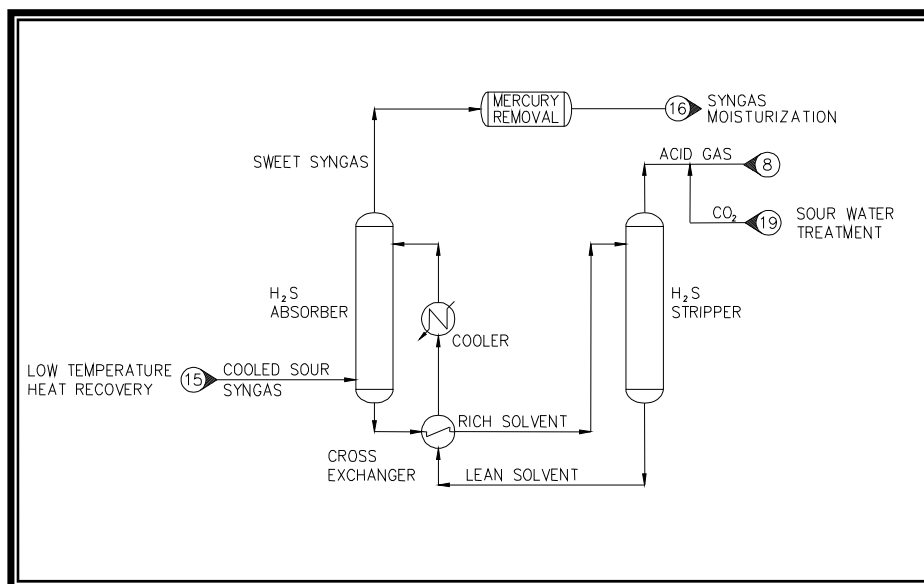 MERCURY
REMOVAL
16
SYNGAS
MOISTURIZATION
SWEET SYNGAS
ACID GAS
8
CO₂
19
SOUR WATER
TREATMENT
H₂S
ABSORBER
H₂S
STRIPPER
COOLER
LOW TEMPERATURE
HEAT RECOVERY
15
COOLED SOUR
SYNGAS
RICH SOLVENT
CROSS
EXCHANGER
LEAN SOLVENT